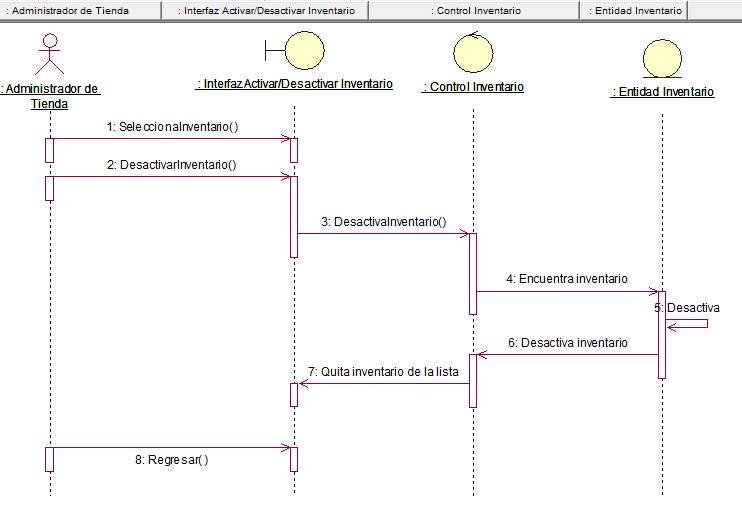 : Administrador de Tienda
: Interfaz Activar/Desactivar Inventario
: Control Inventario
: Entidad Inventario
: Administrador de
Tienda
: Interfaz Activar/Desactivar Inventario
: Control Inventario
: Entidad Inventario
1: SeleccionaInventario()
2: DesactivarInventario()
3: DesactivaInventario()
4: Encuentra inventario
5: Desactiva
6: Desactiva inventario
7: Quita inventario de la lista
8: Regresar()